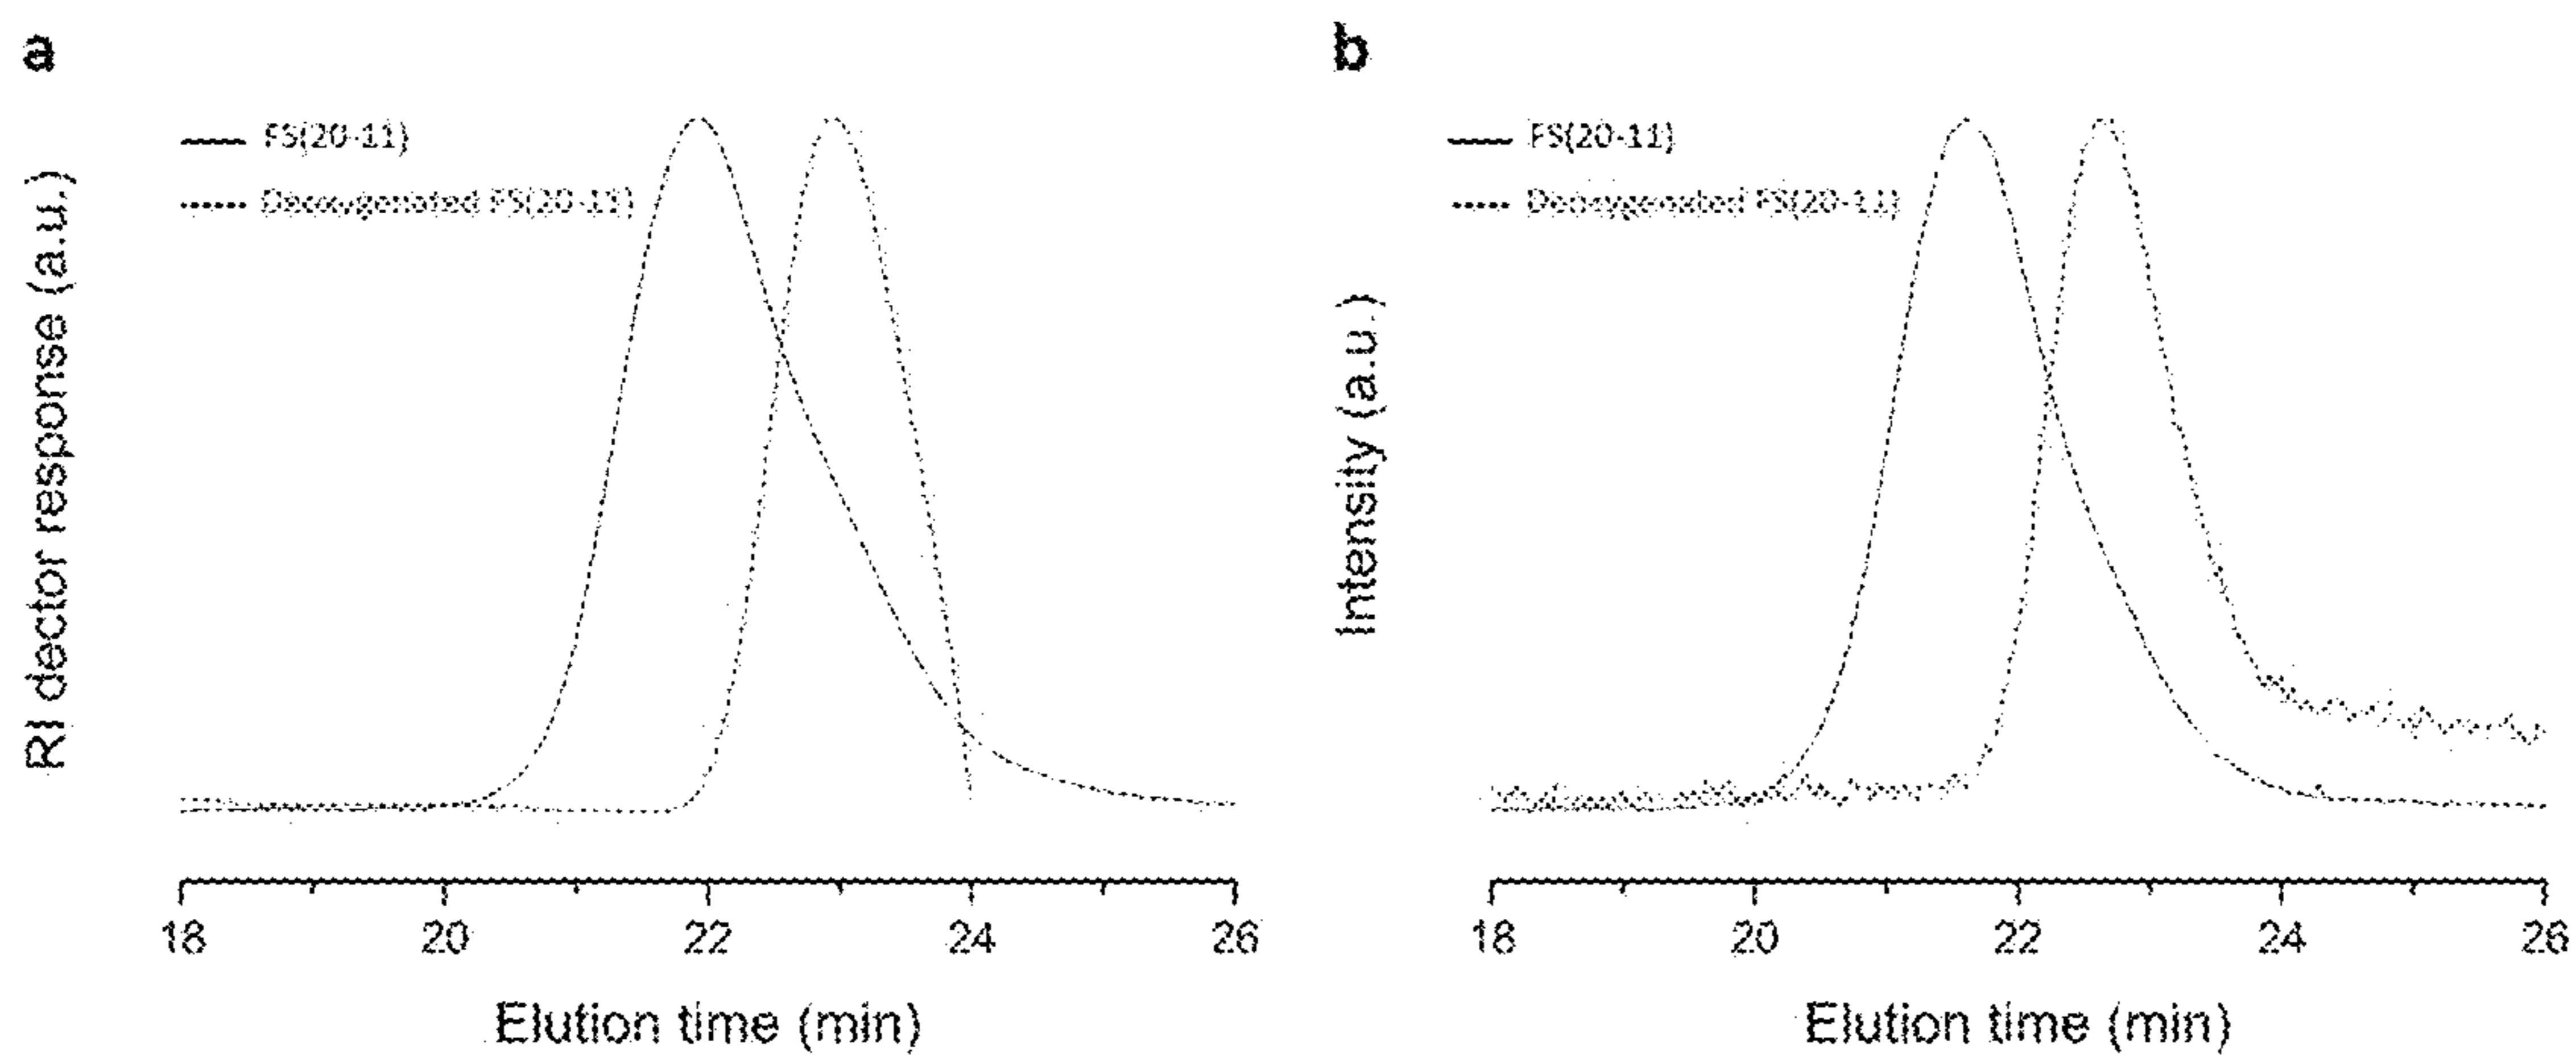 a
FS(20-11)
Deoxygenated FS(20-11)
RI dector response (a.u.)
18 20 22 24 26
Elution time (min)
b
FS(20-11)
Deoxygenated FS(20-11)
Intensity (a.u.)
18 20 22 24 26
Elution time (min)